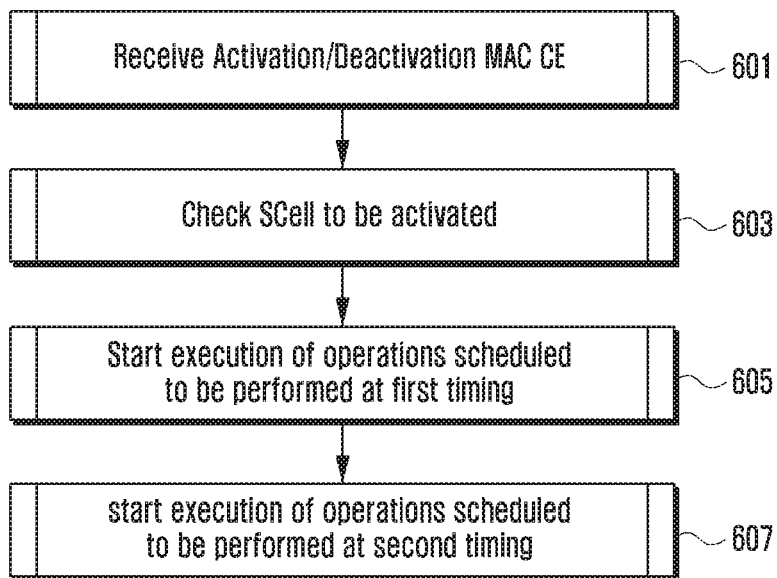 Receive Activation/Deactivation MAC CE
601
Check SCell to be activated
603
Start execution of operations scheduled
to be performed at first timing
605
start execution of operations scheduled
to be performed at second timing
607